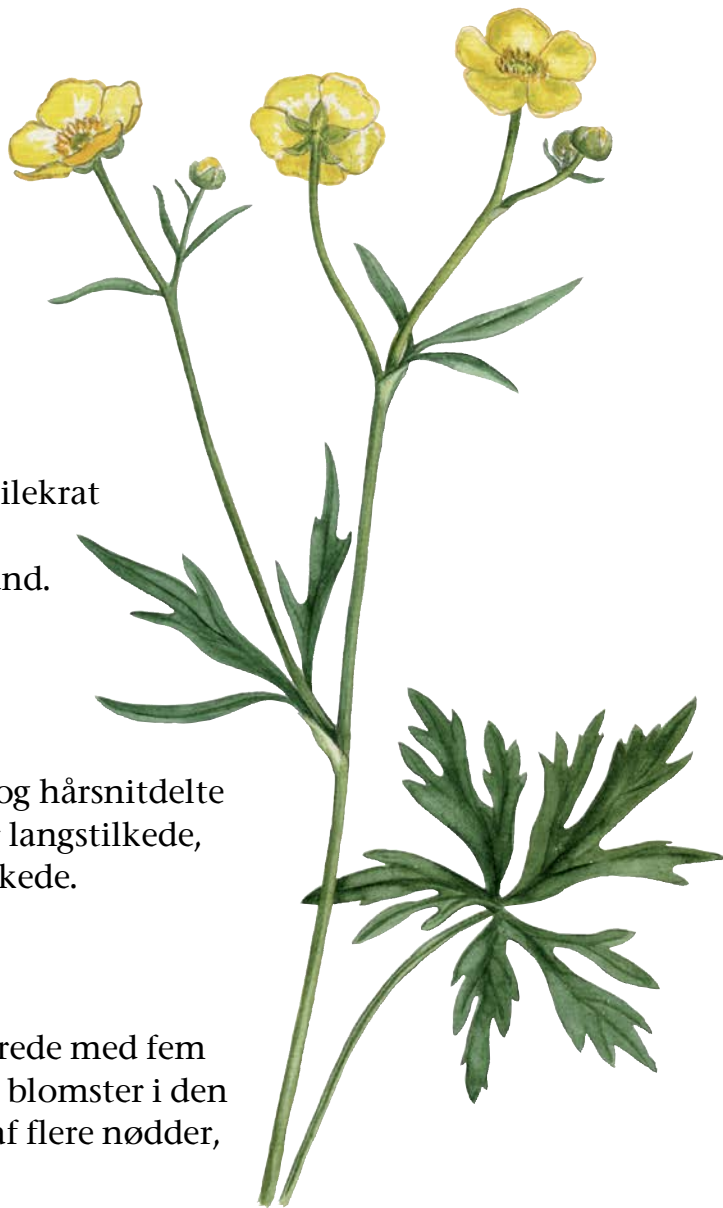 ilekrat
nd.
og hårsnitdelte
langstilkede,
kede.
rede med fem
blomster i den
af flere nødder,